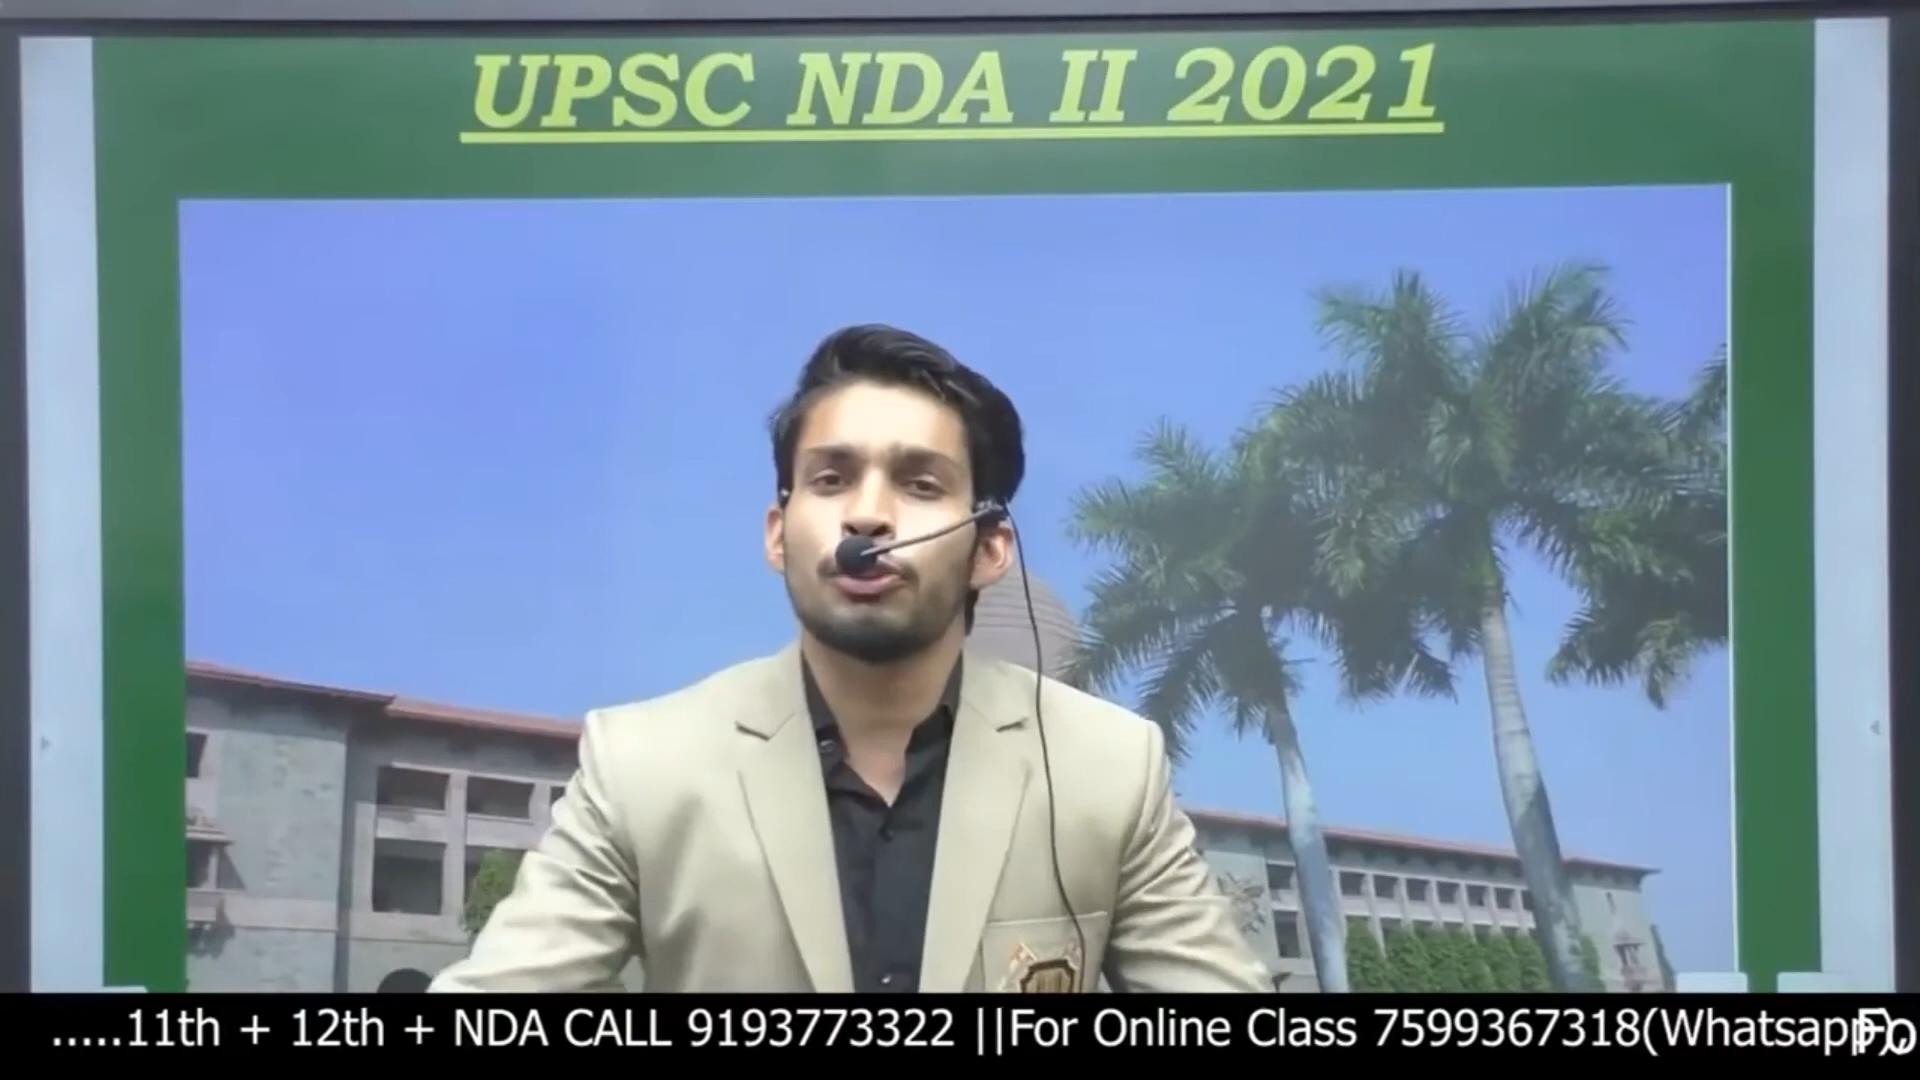 UPSC NDA II 2021
.....11th + 12th + NDA CALL 9193773322 ||For Online Class 7599367318(Whatsapp)